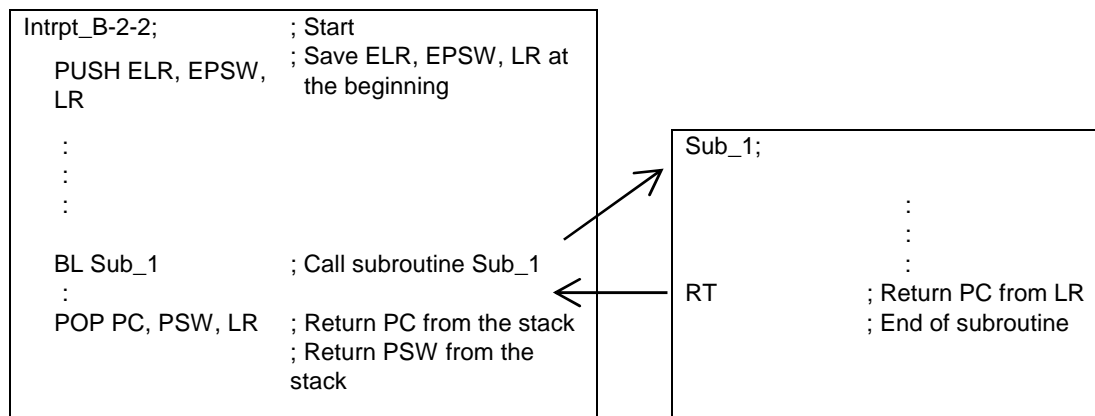 Intrpt_B-2-2; ; Start
PUSH ELR, EPSW, ; Save ELR, EPSW, LR at
LR the beginning
:
:
:
BL Sub_1 ; Call subroutine Sub_1
:
POP PC, PSW, LR ; Return PC from the stack
; Return PSW from the
stack
Sub_1;
:
:
:
RT ; Return PC from LR
; End of subroutine